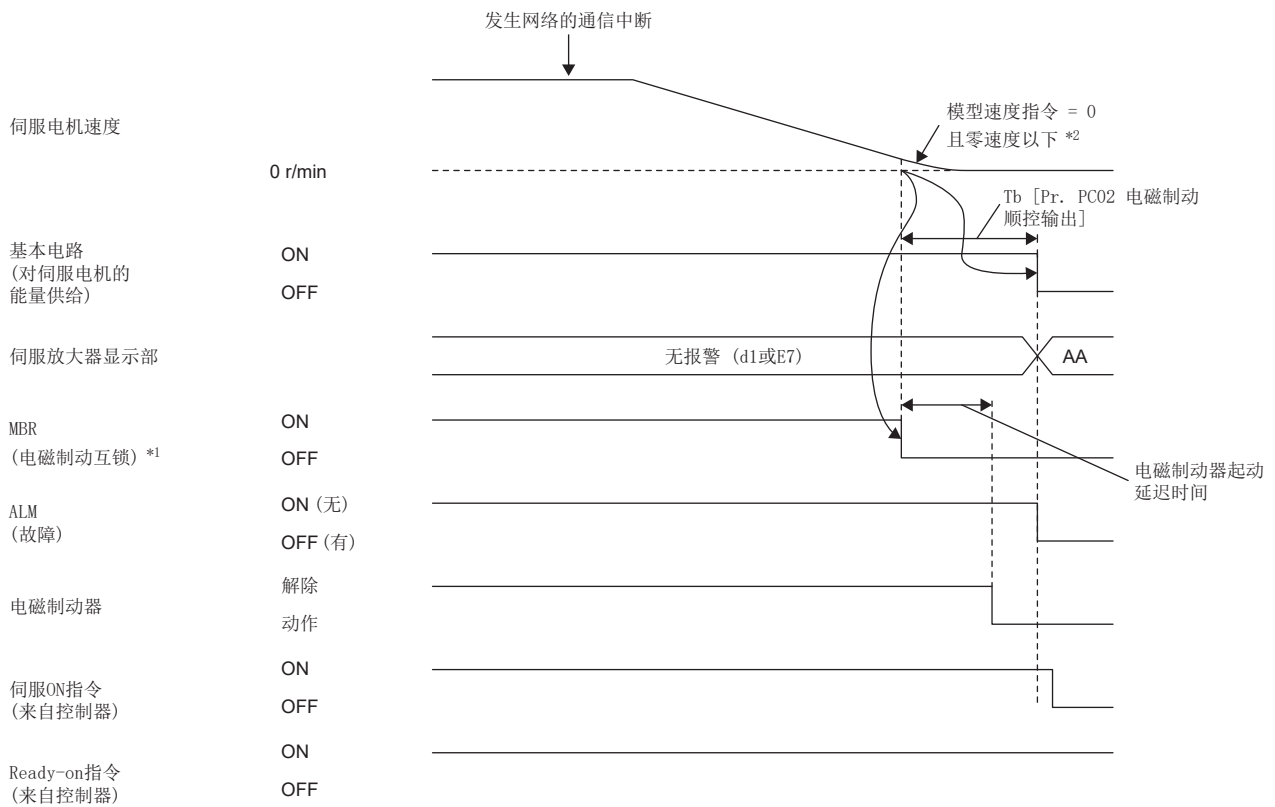 发生网络的通信中断
伺服电机速度
模型速度指令 = 0
且零速度以下 *2
0 r/min
Tb [Pr. PC02 电磁制动
顺控输出]
基本电路
(对伺服电机的
能量供给)
ON
OFF
伺服放大器显示部
无报警 (d1或E7)
AA
MBR
(电磁制动互锁) *1
ON
OFF
电磁制动器起动
延迟时间
ALM
(故障)
ON (无)
OFF (有)
电磁制动器
解除
动作
伺服ON指令
(来自控制器)
ON
OFF
Ready-on指令
(来自控制器)
ON
OFF